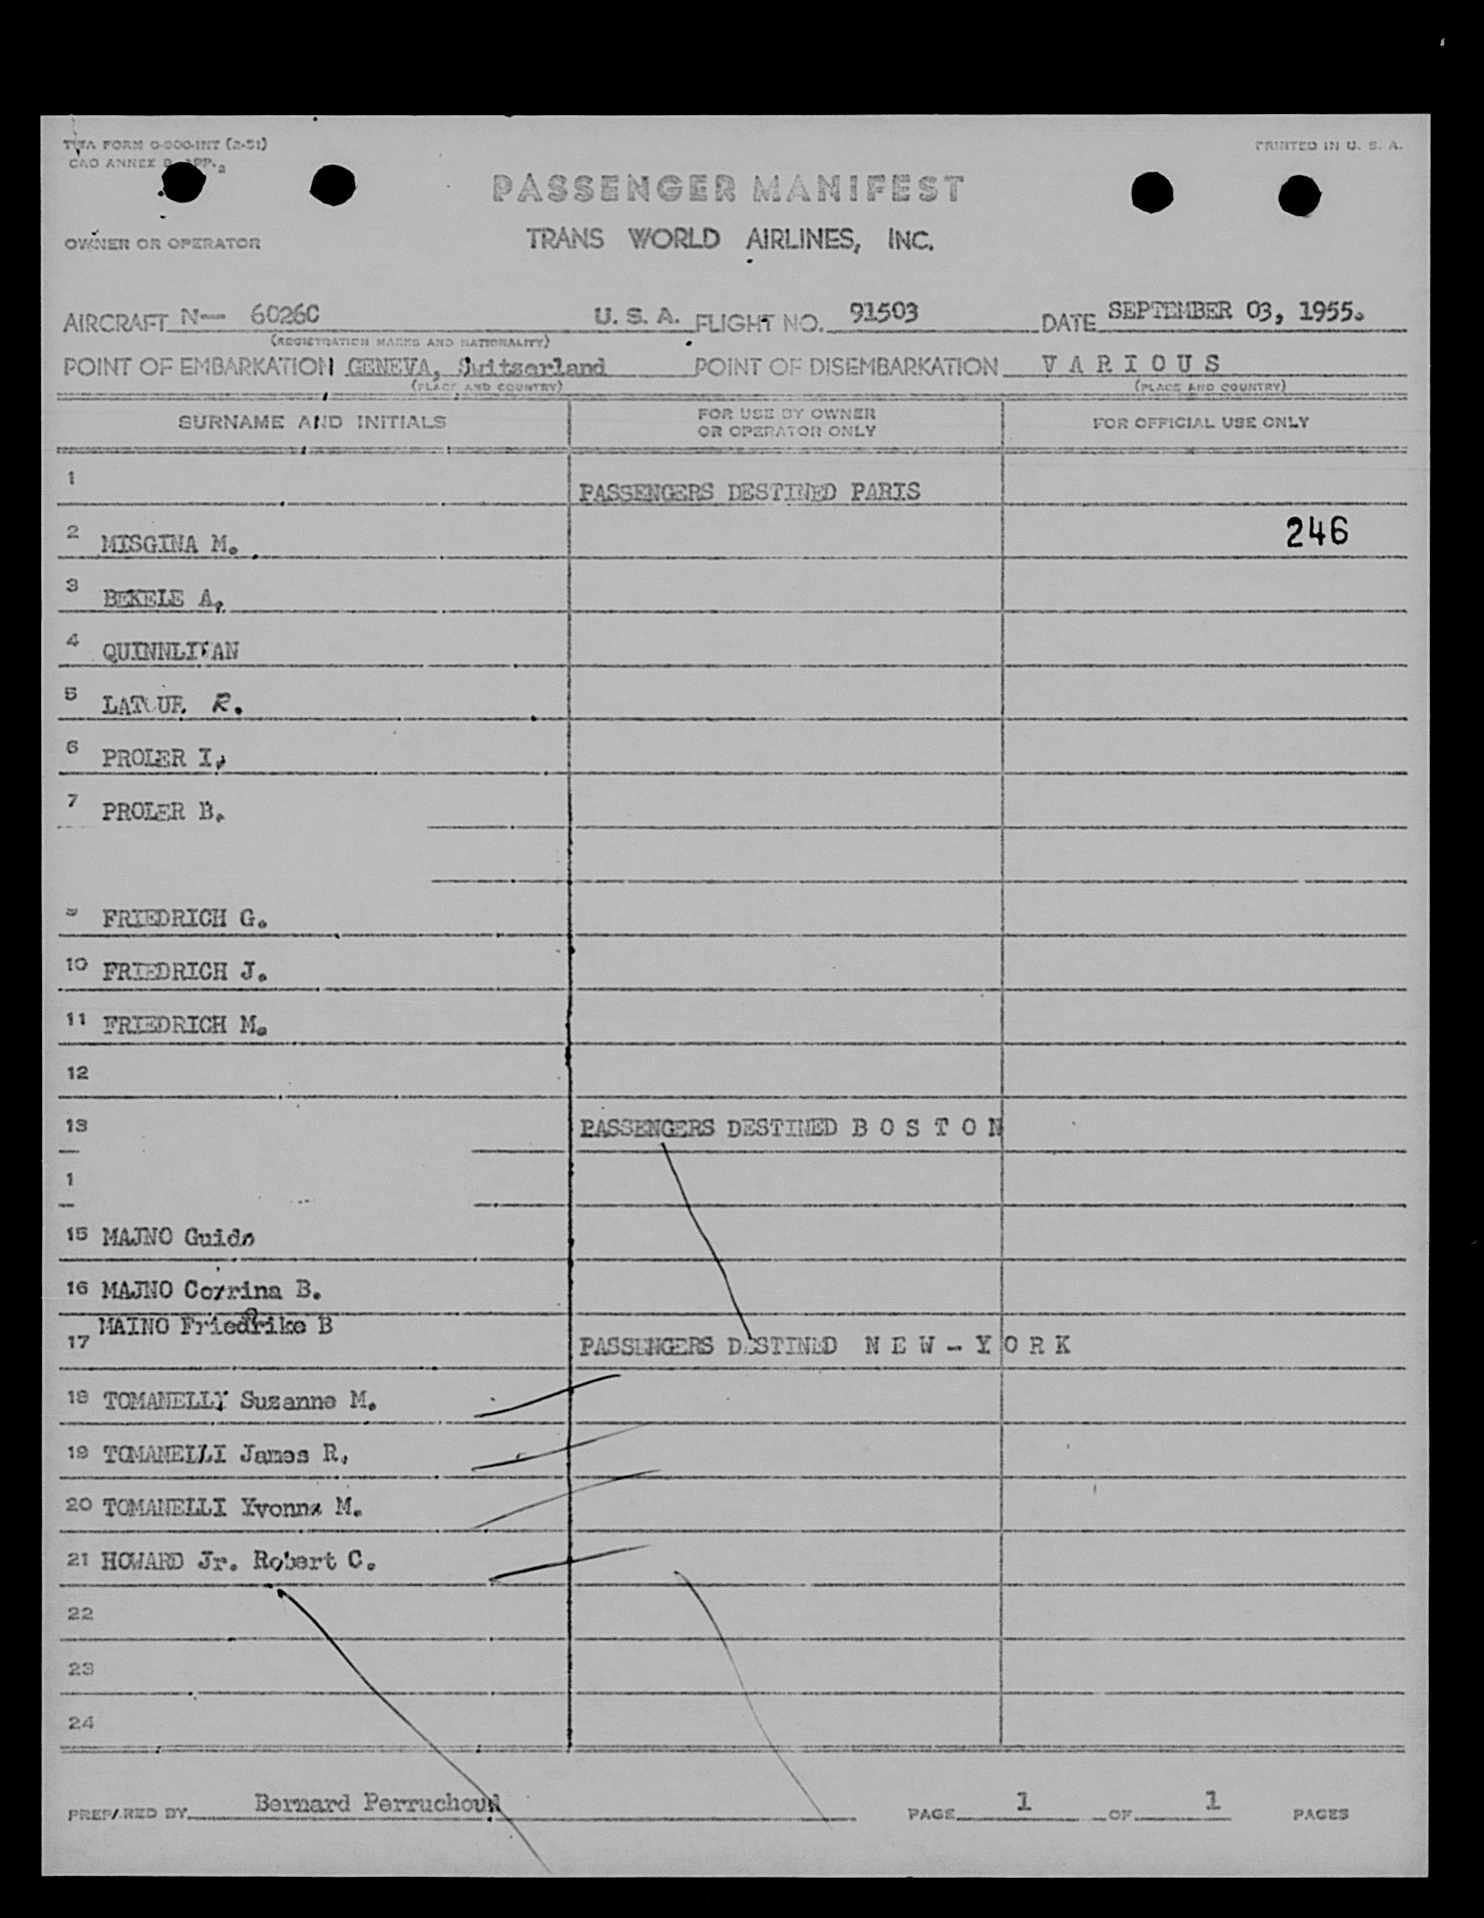 TWA FORM O-900-INT (2-51)
PRINTED IN U. S. A.
CAO ANNEX
PASSENGER MANIFEST
OWNER OR OPERATOR
TRANS WORLD AIRLINES, INC.
AIRCRAFT N— 6026C U. S. A. FLIGHT NO. 91503 DATE SEPTEMBER 03, 1955.
(REGISTRATION MARKS AND NATIONALITY)
POINT OF EMBARKATION GENEVA, Switzerland POINT OF DISEMBARKATION V A R I O U S
(PLACE AND COUNTRY) (PLACE AND COUNTRY)
SURNAME AND INITIALS
FOR USE BY OWNER
OR OPERATOR ONLY
FOR OFFICIAL USE ONLY
1 PASSENGERS DESTINED PARIS
2 MISGINA M. 246
3 BEKELE A,
4 QUINNLIVAN
5 LATOUR R.
6 PROLER I,
7 PROLER B.
9 FRIEDRICH G.
10 FRIEDRICH J.
11 FRIEDRICH M.
12
13 PASSENGERS DESTINED B O S T O N
1
15 MAJNO Guido
16 MAJNO Corrina B.
MAINO Friedrike B
17 PASSENGERS DESTINED N E W - Y O R K
18 TOMANELLY Suzanne M.
19 TOMANELLI James R.
20 TOMANELLI Yvonne M.
21 HOWARD Jr. Robert C.
22
23
24
PREPARED BY Bernard Perruchoud PAGE 1 OF 1 PAGES